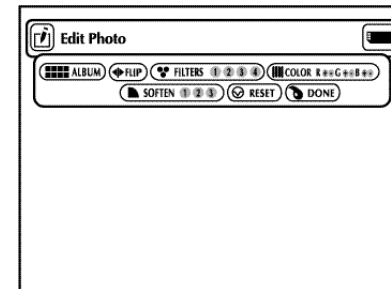 Edit Photo
ALBUM FLIP FILTERS 1 2 3 4 COLOR R G B
SOFTEN 1 2 3 RESET DONE